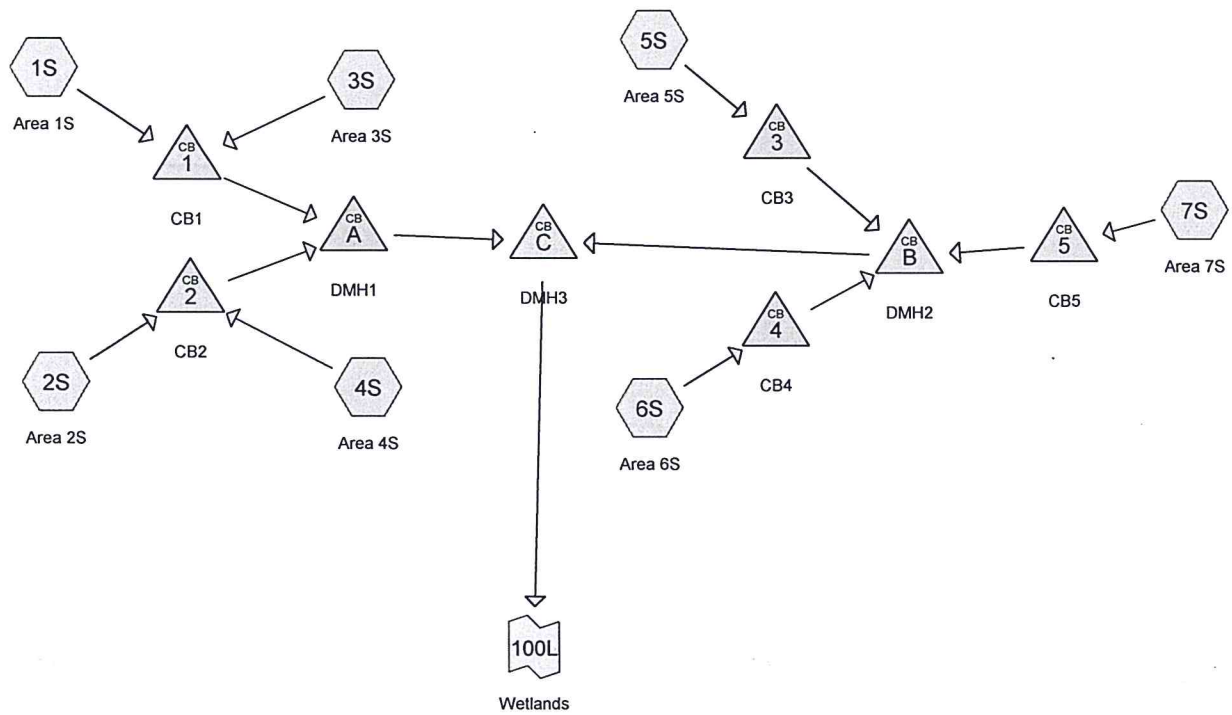 1S
Area 1S
3S
Area 3S
CB
1
CB1
CB
A
DMH1
CB
2
CB2
2S
Area 2S
4S
Area 4S
CB
C
DMH3
5S
Area 5S
CB
3
CB3
CB
B
DMH2
CB
5
CB5
7S
Area 7S
CB
4
CB4
6S
Area 6S
100L
Wetlands